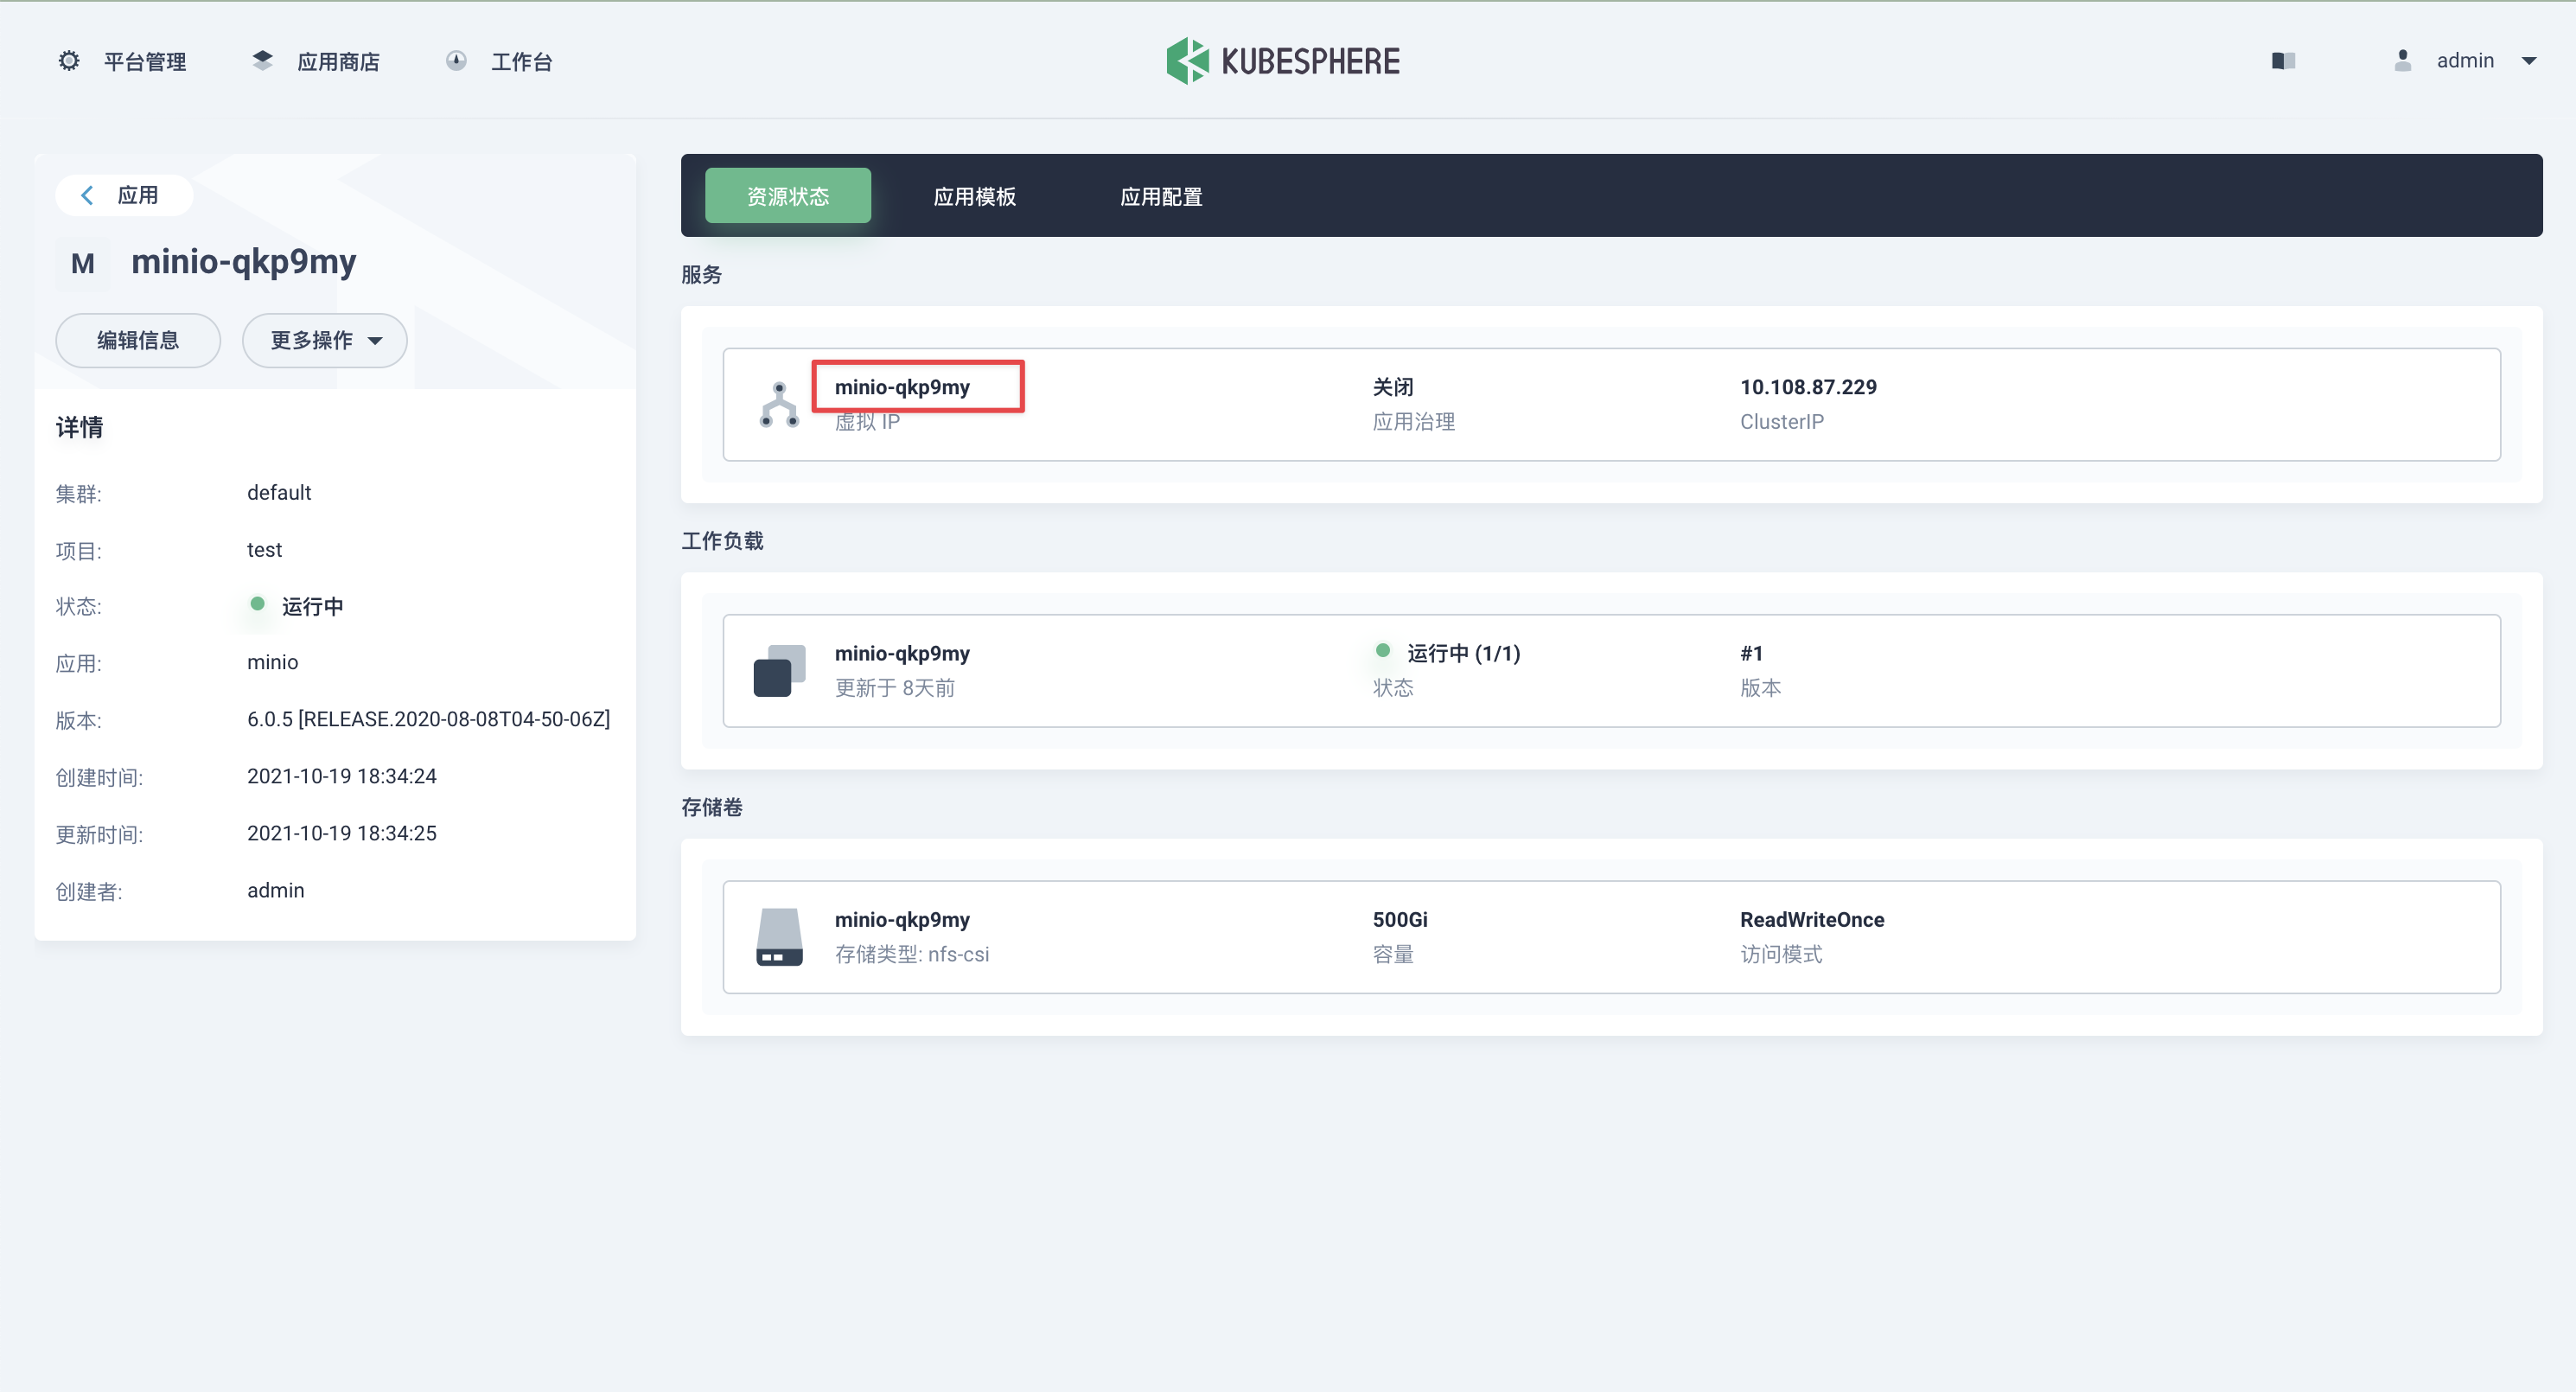 平台管理
应用商店
工作台
KUBESPHERE
admin
应用
M
minio-qkp9my
编辑信息
更多操作
详情
集群: default
项目: test
状态: 运行中
应用: minio
版本: 6.0.5 [RELEASE.2020-08-08T04-50-06Z]
创建时间: 2021-10-19 18:34:24
更新时间: 2021-10-19 18:34:25
创建者: admin
资源状态
应用模板
应用配置
服务
minio-qkp9my
虚拟 IP
关闭
应用治理
10.108.87.229
ClusterIP
工作负载
minio-qkp9my
更新于 8天前
运行中 (1/1)
状态
#1
版本
存储卷
minio-qkp9my
存储类型: nfs-csi
500Gi
容量
ReadWriteOnce
访问模式